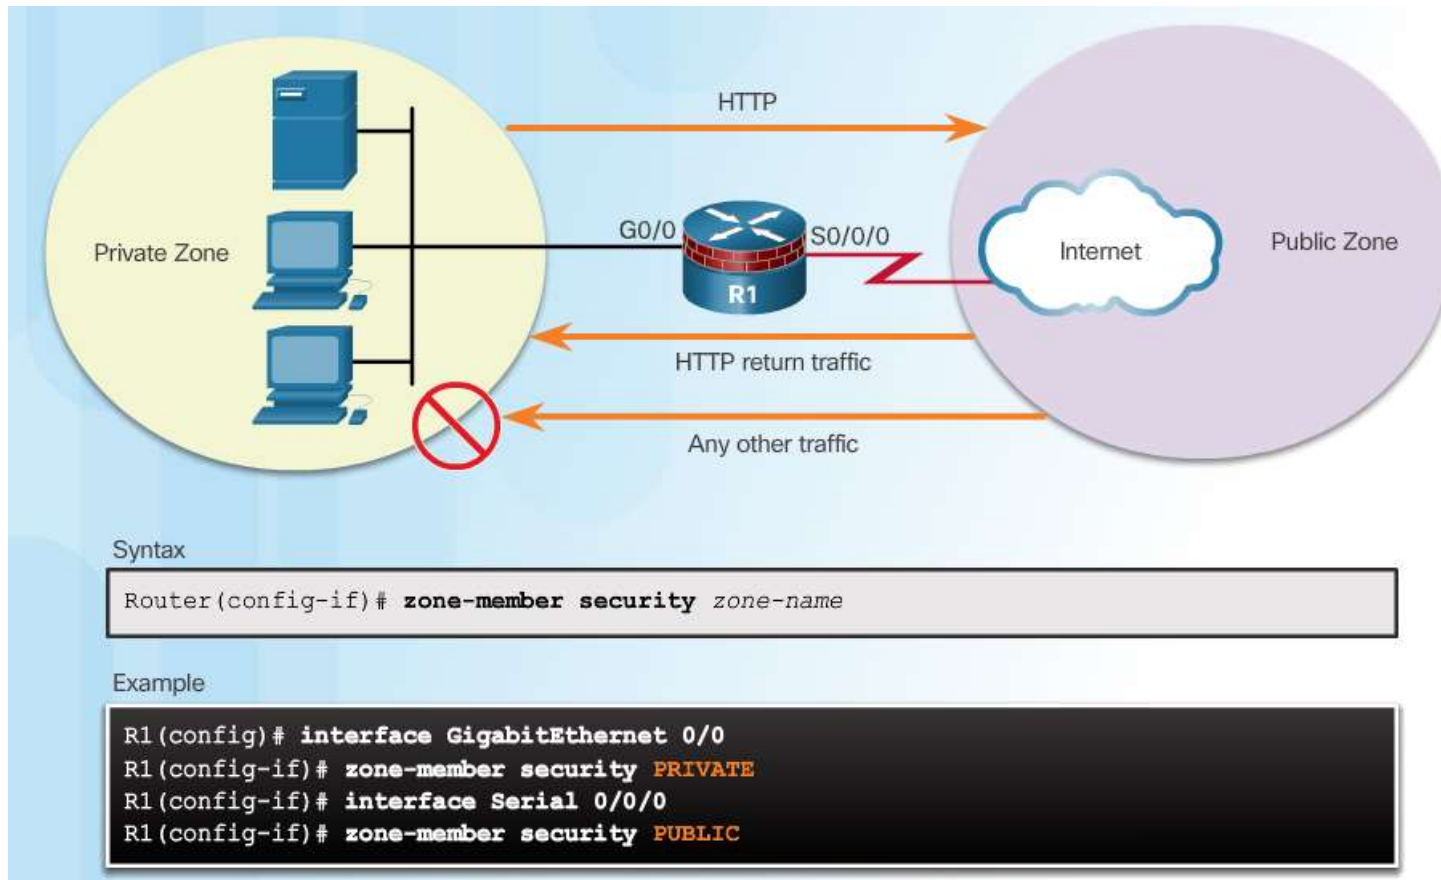 HTTP
G0/0
S0/0/0
Private Zone
R1
Internet
Public Zone
HTTP return traffic
Any other traffic
Syntax
Router(config-if)# zone-member security zone-name
Example
R1(config)# interface GigabitEthernet 0/0
R1(config-if)# zone-member security PRIVATE
R1(config-if)# interface Serial 0/0/0
R1(config-if)# zone-member security PUBLIC